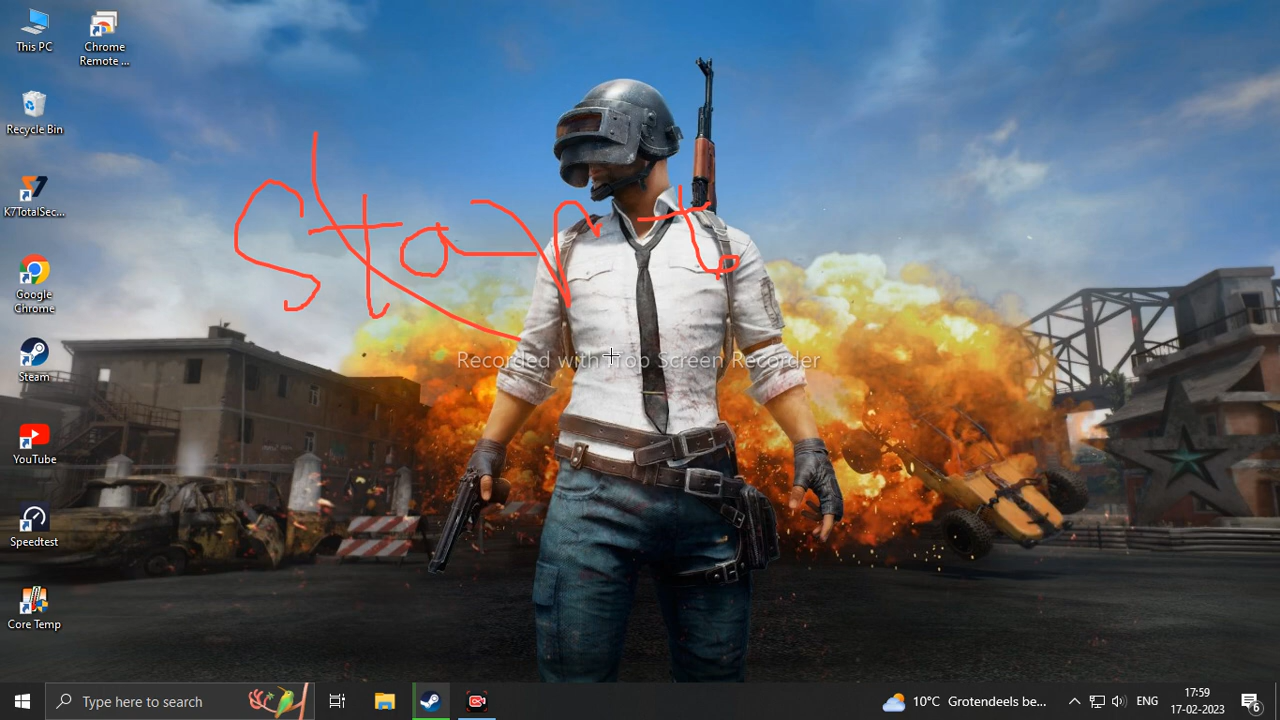 This PC
Chrome
Remote ...
Recycle Bin
K7TotalSec...
Google
Chrome
Steam
YouTube
Speedtest
Core Temp
Start
Recorded with Top Screen Recorder
Type here to search
10°C Grotendeels be...
ENG
17:59
17-02-2023
6